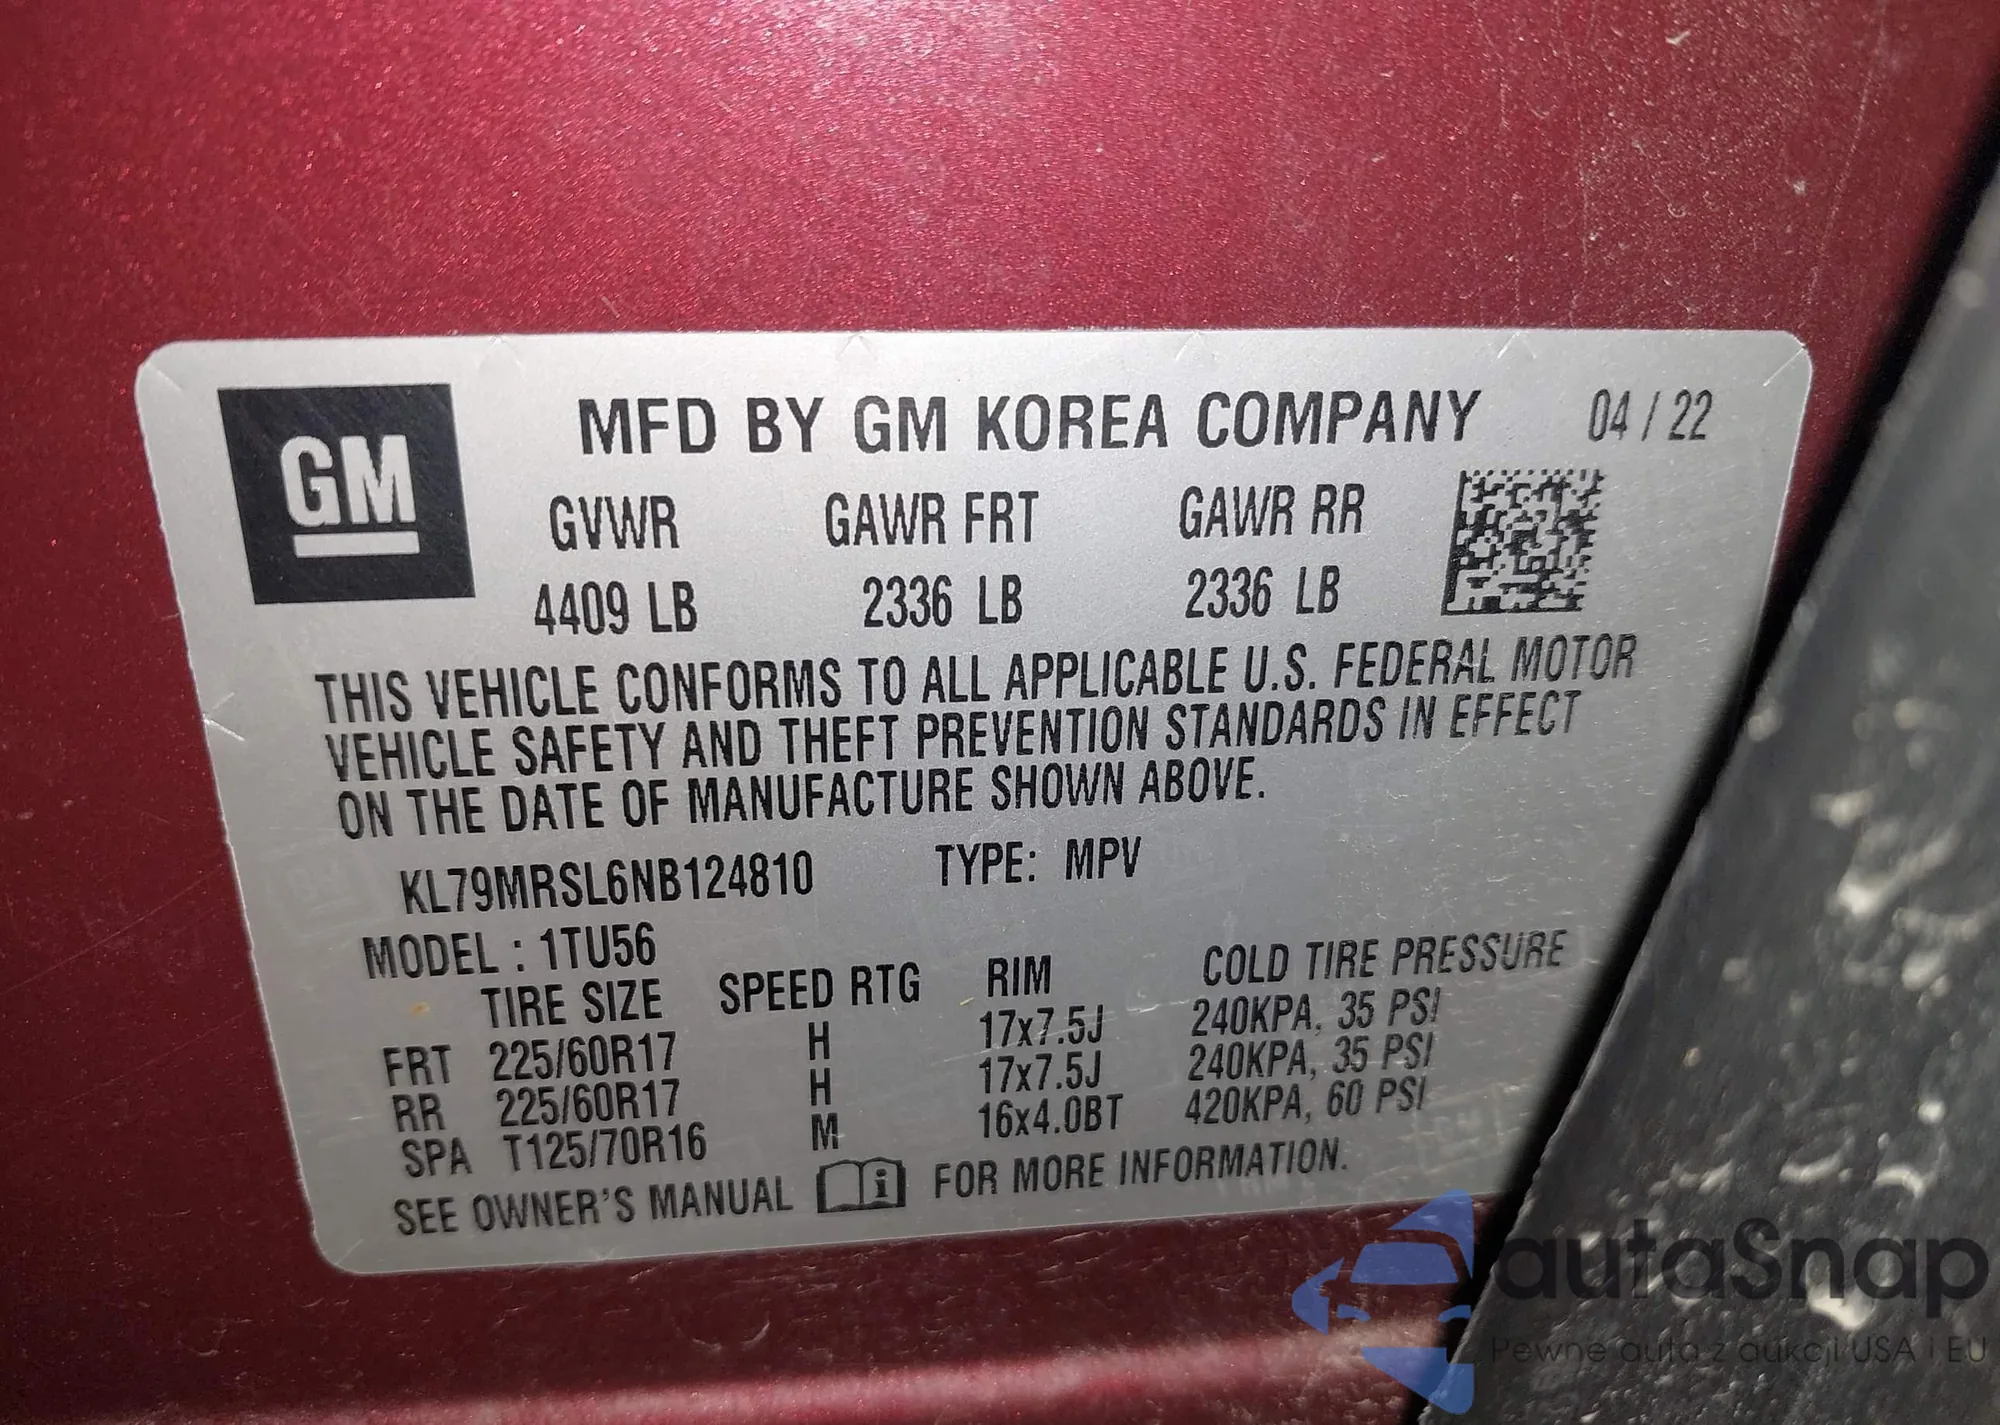 GM
MFD BY GM KOREA COMPANY 04 / 22
GVWR GAWR FRT GAWR RR
4409 LB 2336 LB 2336 LB
THIS VEHICLE CONFORMS TO ALL APPLICABLE U.S. FEDERAL MOTOR
VEHICLE SAFETY AND THEFT PREVENTION STANDARDS IN EFFECT
ON THE DATE OF MANUFACTURE SHOWN ABOVE.
KL79MRSL6NB124810 TYPE: MPV
MODEL : 1TU56
TIRE SIZE SPEED RTG RIM COLD TIRE PRESSURE
FRT 225/60R17 H 17x7.5J 240KPA, 35 PSI
RR 225/60R17 H 17x7.5J 240KPA, 35 PSI
SPA T125/70R16 M 16x4.0BT 420KPA, 60 PSI
SEE OWNER'S MANUAL i FOR MORE INFORMATION.
autaSnap
Pewne auta z aukcji USA i EU